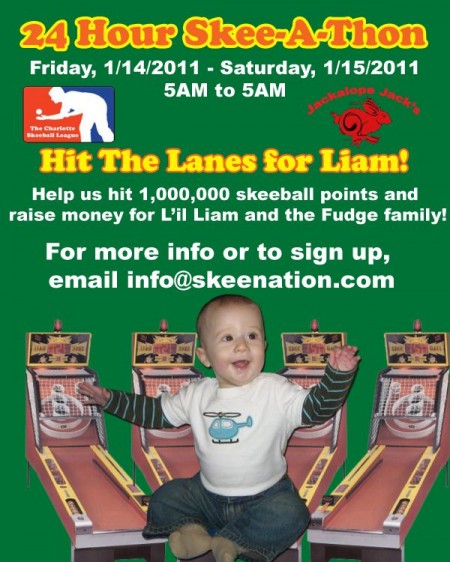 24 Hour Skee-A-Thon
Friday, 1/14/2011 - Saturday, 1/15/2011
5AM to 5AM
The Charlotte
Skeeball League
Jackalope Jack's
Hit The Lanes for Liam!
Help us hit 1,000,000 skeeball points and
raise money for L'il Liam and the Fudge family!
For more info or to sign up,
email info@skeenation.com